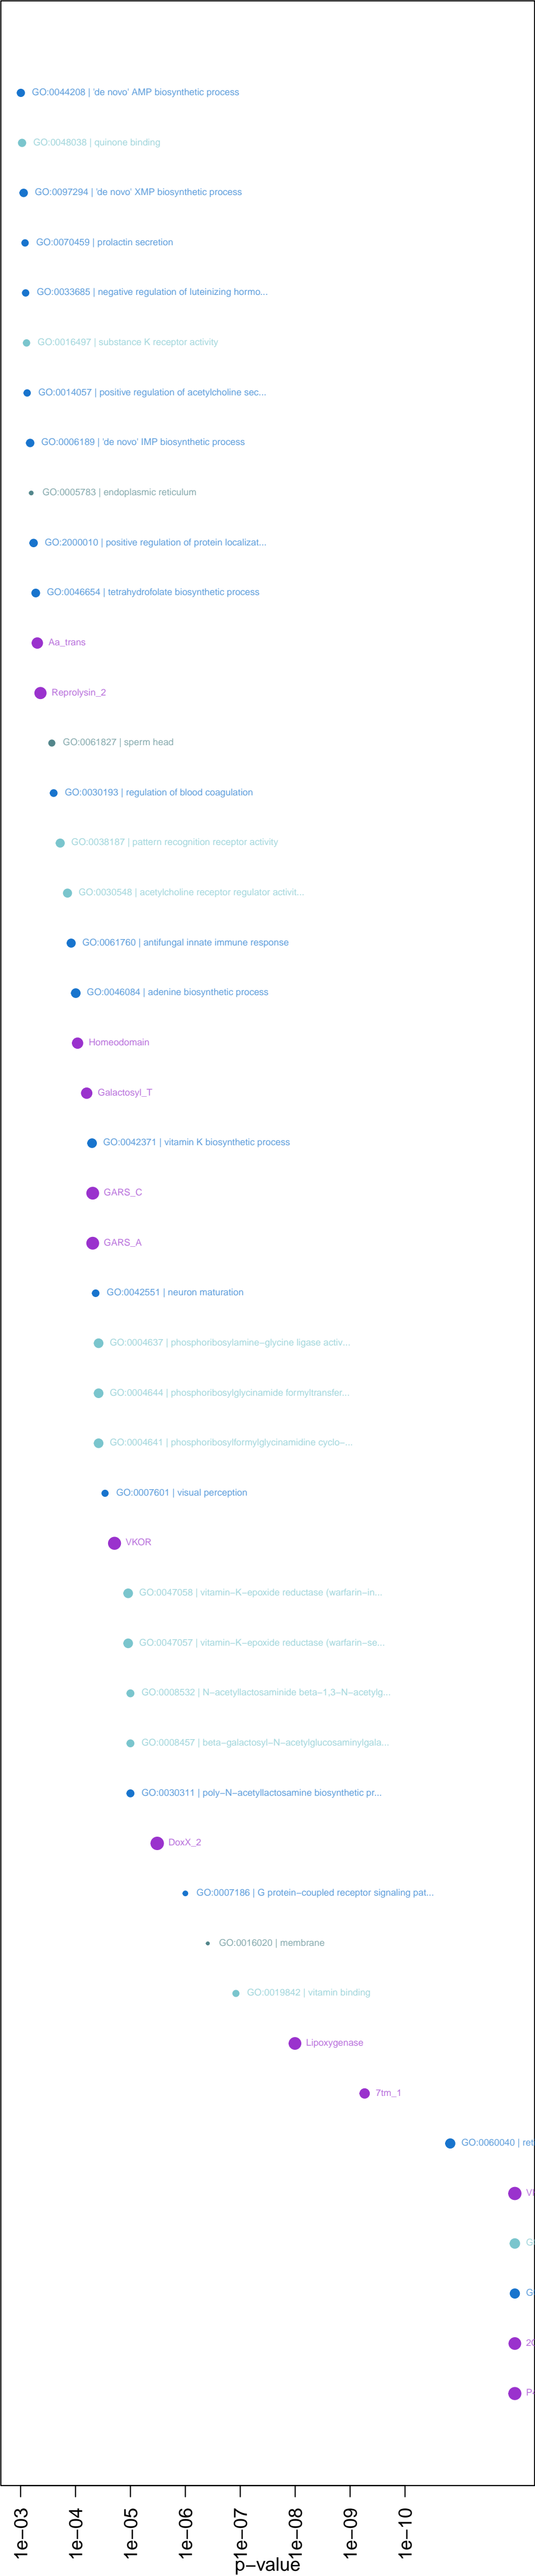 GO:0044208 | 'de novo' AMP biosynthetic process
GO:0048038 | quinone binding
GO:0097294 | 'de novo' XMP biosynthetic process
GO:0070459 | prolactin secretion
GO:0033685 | negative regulation of luteinizing hormo...
GO:0016497 | substance K receptor activity
GO:0014057 | positive regulation of acetylcholine sec...
GO:0006189 | 'de novo' IMP biosynthetic process
GO:0005783 | endoplasmic reticulum
GO:2000010 | positive regulation of protein localizat...
GO:0046654 | tetrahydrofolate biosynthetic process
Aa_trans
Reprolysin_2
GO:0061827 | sperm head
GO:0030193 | regulation of blood coagulation
GO:0038187 | pattern recognition receptor activity
GO:0030548 | acetylcholine receptor regulator activit...
GO:0061760 | antifungal innate immune response
GO:0046084 | adenine biosynthetic process
Homeodomain
Galactosyl_T
GO:0042371 | vitamin K biosynthetic process
GARS_C
GARS_A
GO:0042551 | neuron maturation
GO:0004637 | phosphoribosylamine−glycine ligase activ...
GO:0004644 | phosphoribosylglycinamide formyltransfer...
GO:0004641 | phosphoribosylformylglycinamidine cyclo−...
GO:0007601 | visual perception
VKOR
GO:0047058 | vitamin−K−epoxide reductase (warfarin−in...
GO:0047057 | vitamin−K−epoxide reductase (warfarin−se...
GO:0008532 | N−acetyllactosaminide beta−1,3−N−acetylg...
GO:0008457 | beta−galactosyl−N−acetylglucosaminylgala...
GO:0030311 | poly−N−acetyllactosamine biosynthetic pr...
DoxX_2
GO:0007186 | G protein−coupled receptor signaling pat...
GO:0016020 | membrane
GO:0019842 | vitamin binding
Lipoxygenase
7tm_1
GO:0060040 | ret
1e−03 1e−04 1e−05 1e−06 1e−07 1e−08 1e−09 1e−10
p−value